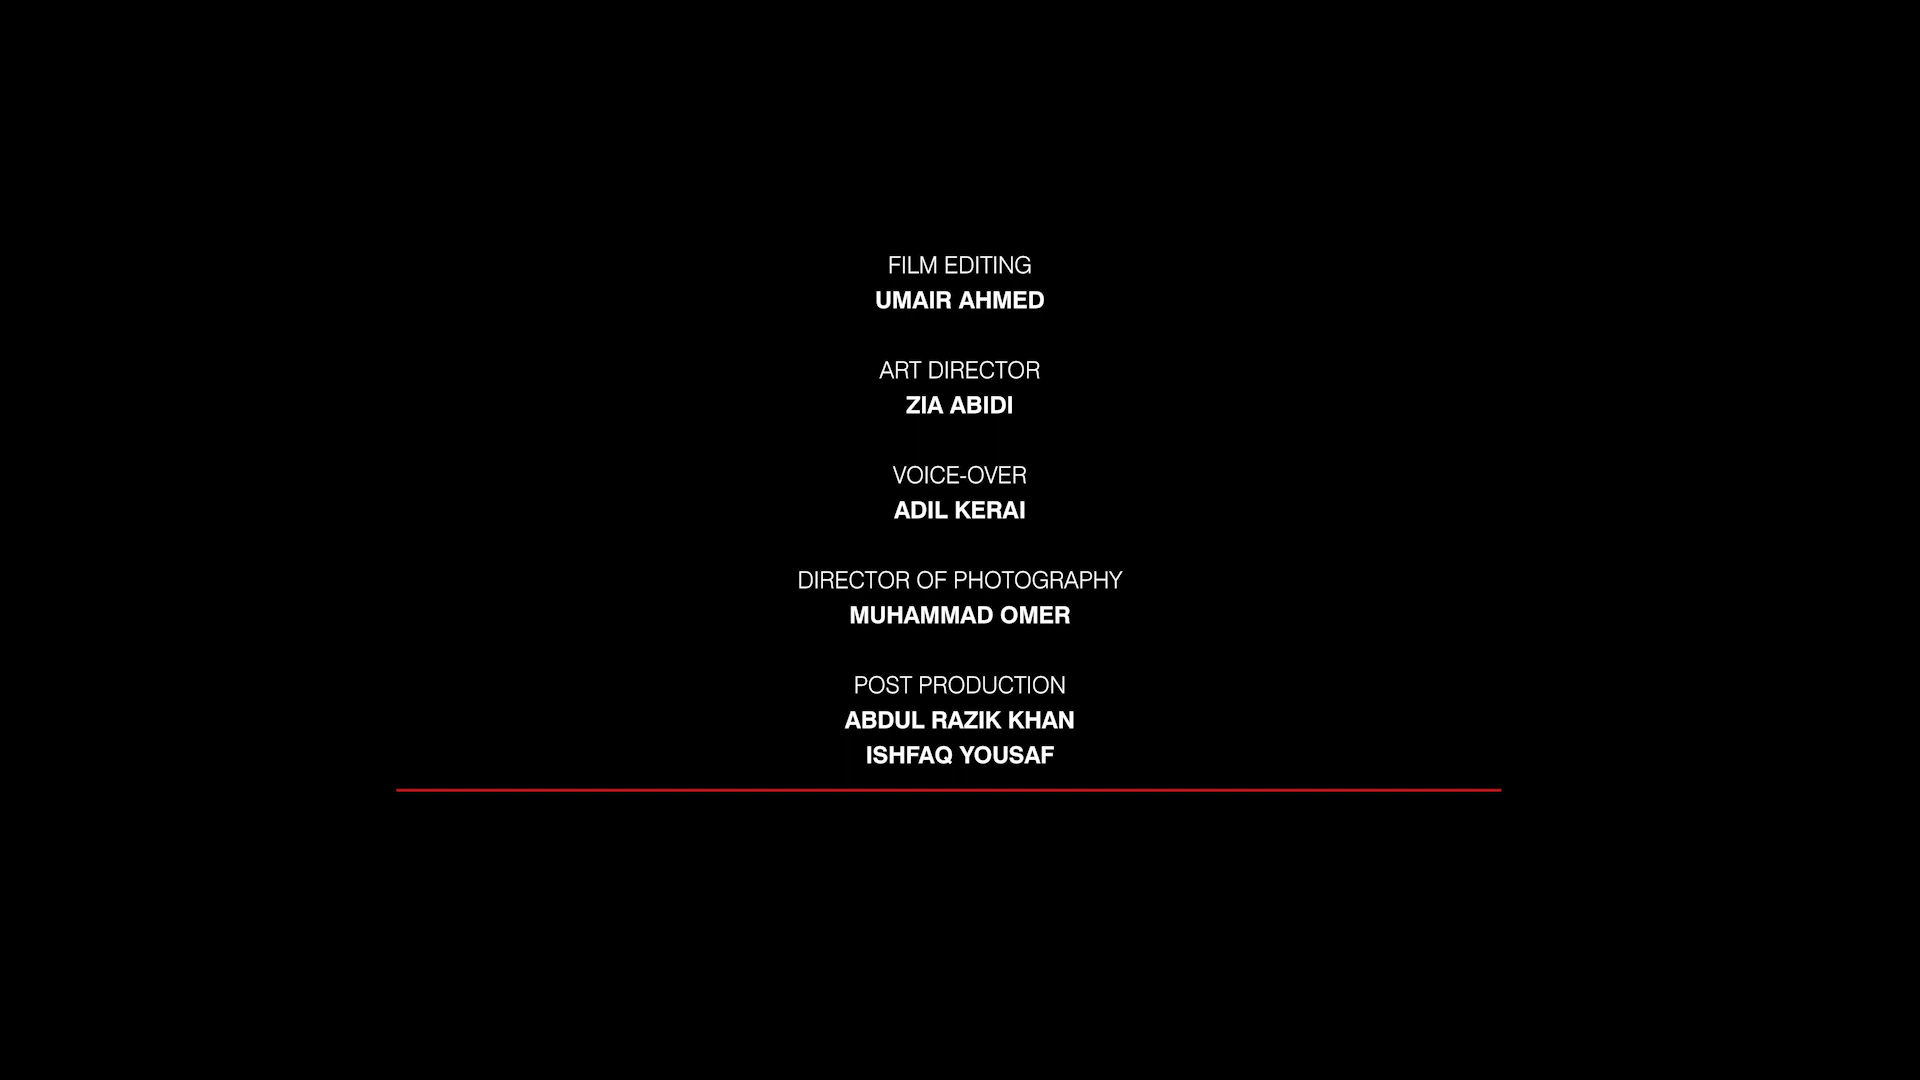 FILM EDITING
UMAIR AHMED
ART DIRECTOR
ZIA ABIDI
VOICE-OVER
ADIL KERAI
DIRECTOR OF PHOTOGRAPHY
MUHAMMAD OMER
POST PRODUCTION
ABDUL RAZIK KHAN
ISHFAQ YOUSAF